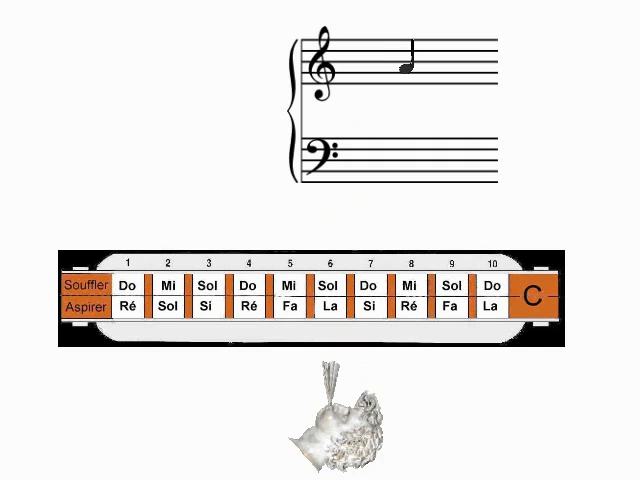 1 2 3 4 5 6 7 8 9 10
Souffler Do Mi Sol Do Mi Sol Do Mi Sol Do
Aspirer Ré Sol Si Ré Fa La Si Ré Fa La
C